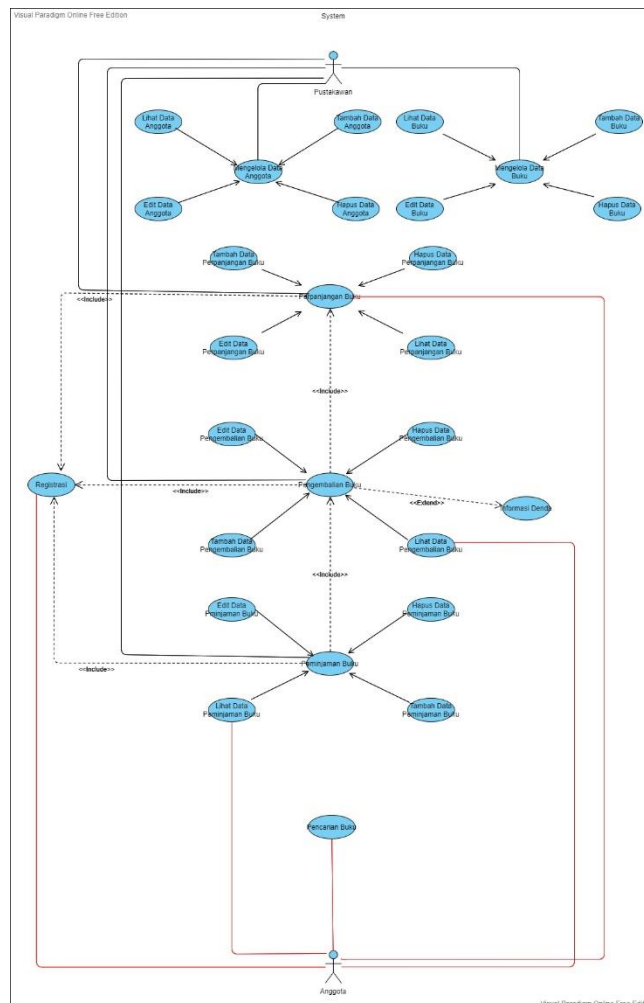 Visual Paradigm Online Free Edition
System
Pustakawan
Lihat Data
Anggota
Tambah Data
Anggota
Lihat Data
Buku
Tambah Data
Buku
Mengelola Data
Anggota
Mengelola Data
Buku
Edit Data
Anggota
Hapus Data
Anggota
Edit Data
Buku
Hapus Data
Buku
Tambah Data
Perpanjangan Buku
Hapus Data
Perpanjangan Buku
Perpanjangan Buku
<<Include>>
Edit Data
Perpanjangan Buku
Lihat Data
Perpanjangan Buku
<<Include>>
Edit Data
Pengembalian Buku
Hapus Data
Pengembalian Buku
Registrasi
<<Include>>
Pengembalian Buku
<<Extend>>
Informasi Denda
Tambah Data
Pengembalian Buku
Lihat Data
Pengembalian Buku
<<Include>>
Edit Data
Peminjaman Buku
Hapus Data
Peminjaman Buku
<<Include>>
Peminjaman Buku
Lihat Data
Peminjaman Buku
Tambah Data
Peminjaman Buku
Pencarian Buku
Anggota